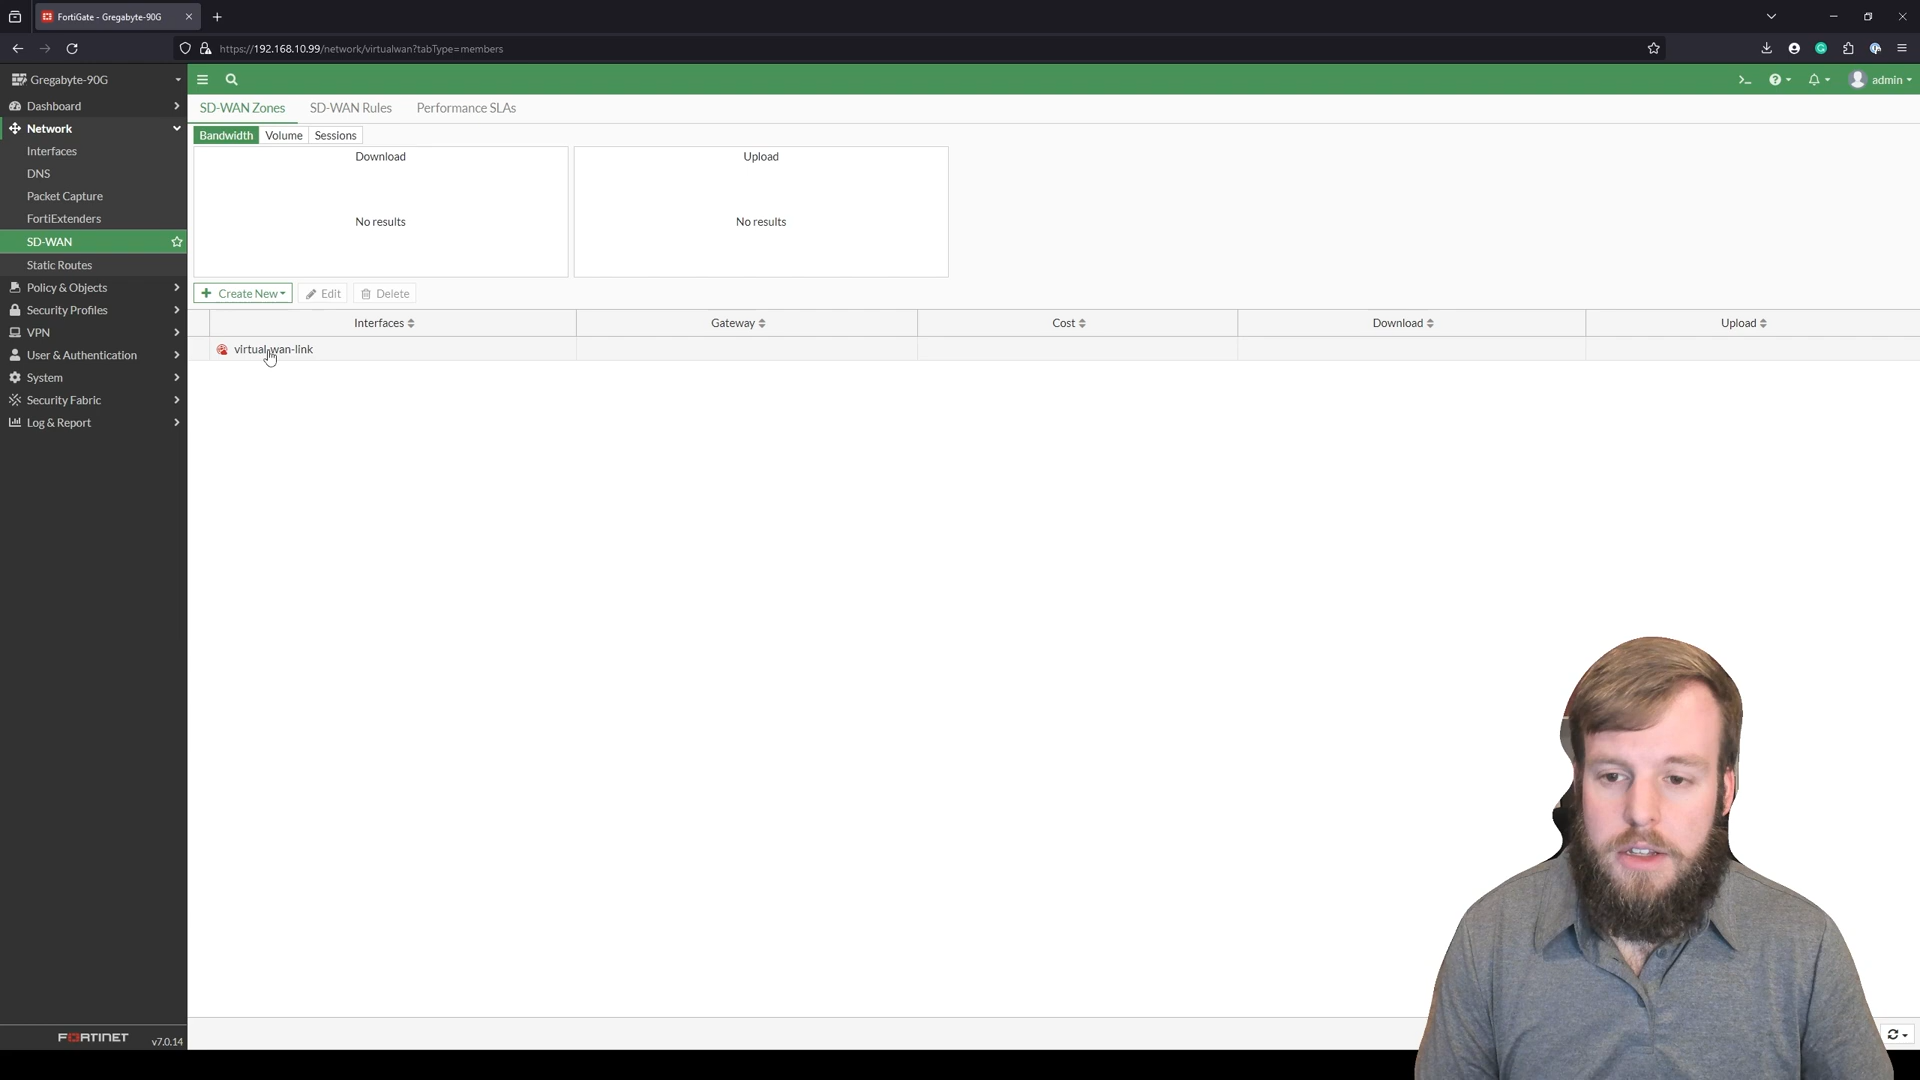 FortiGate - Gregabyte-90G
https://192.168.10.99/network/virtualwan?tabType=members
Gregabyte-90G
admin
Dashboard
Network
Interfaces
DNS
Packet Capture
FortiExtenders
SD-WAN
Static Routes
Policy & Objects
Security Profiles
VPN
User & Authentication
System
Security Fabric
Log & Report
SD-WAN Zones SD-WAN Rules Performance SLAs
Bandwidth Volume Sessions
Download Upload
No results No results
Create New Edit Delete
Interfaces Gateway Cost Download Upload
virtual-wan-link
FORTINET v7.0.14